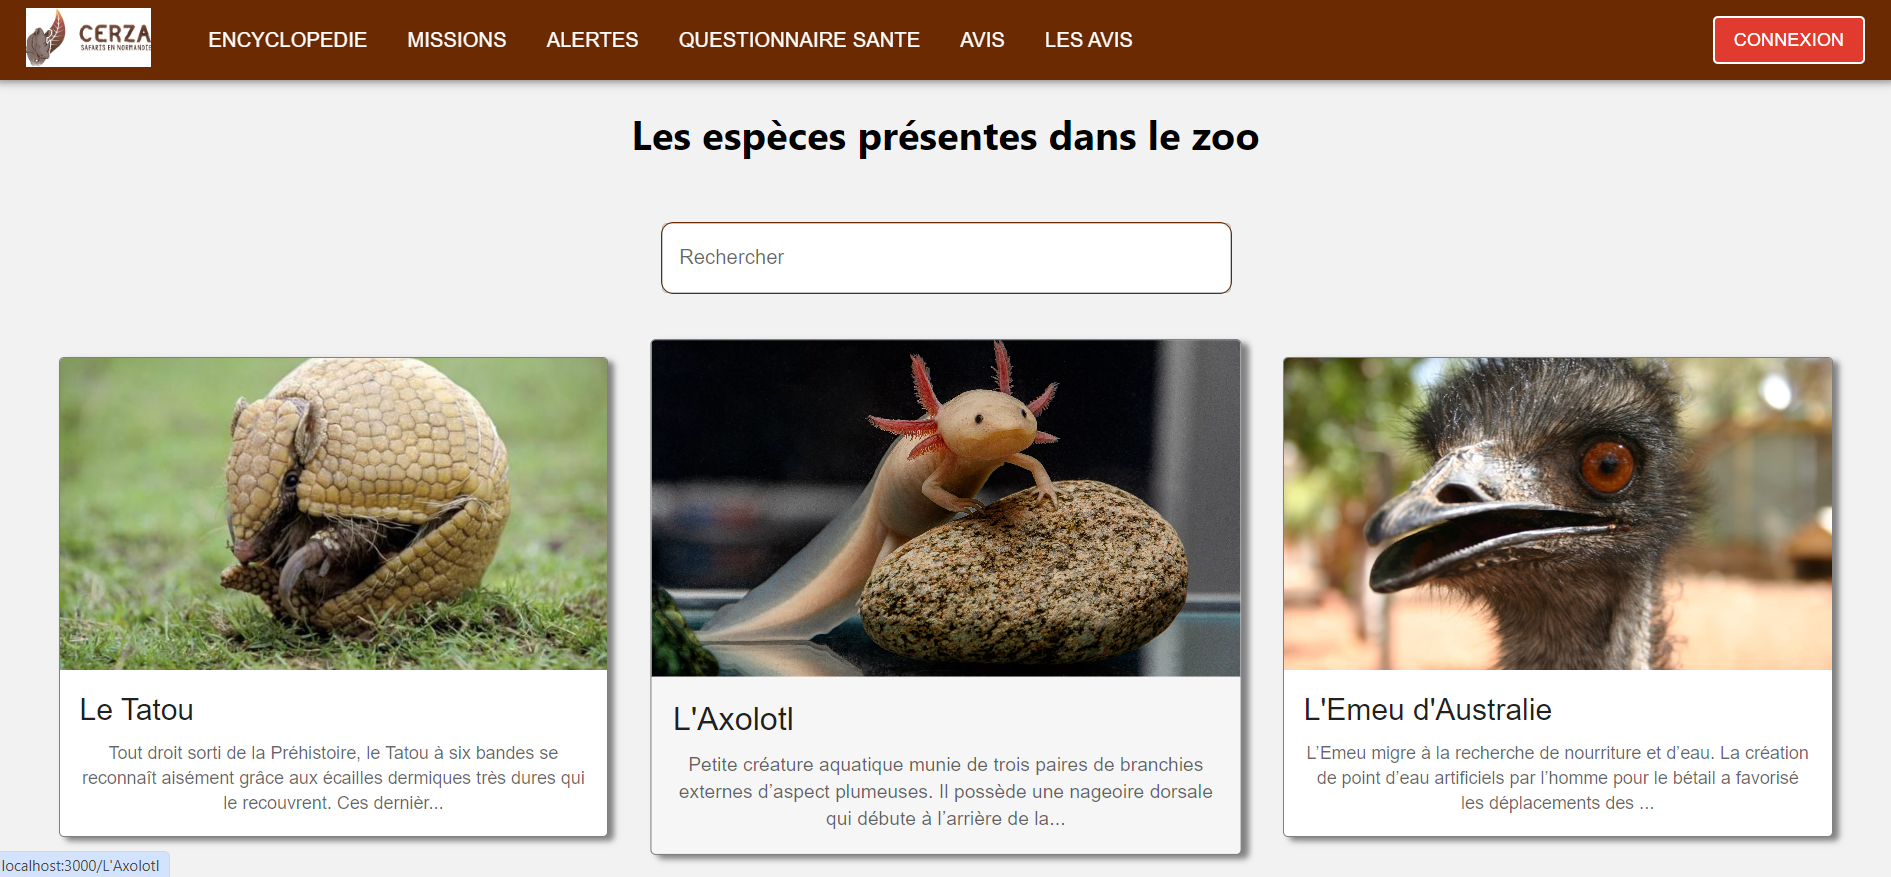 CERZA
SAFARIS EN NORMANDIE
ENCYCLOPEDIE MISSIONS ALERTES QUESTIONNAIRE SANTE AVIS LES AVIS
CONNEXION
Les espèces présentes dans le zoo
Rechercher
Le Tatou
Tout droit sorti de la Préhistoire, le Tatou à six bandes se
reconnaît aisément grâce aux écailles dermiques très dures qui
le recouvrent. Ces dernièr...
L'Axolotl
Petite créature aquatique munie de trois paires de branchies
externes d’aspect plumeuses. Il possède une nageoire dorsale
qui débute à l’arrière de la...
L'Emeu d'Australie
L’Emeu migre à la recherche de nourriture et d’eau. La création
de point d’eau artificiels par l’homme pour le bétail a favorisé
les déplacements des ...
localhost:3000/L'Axolotl